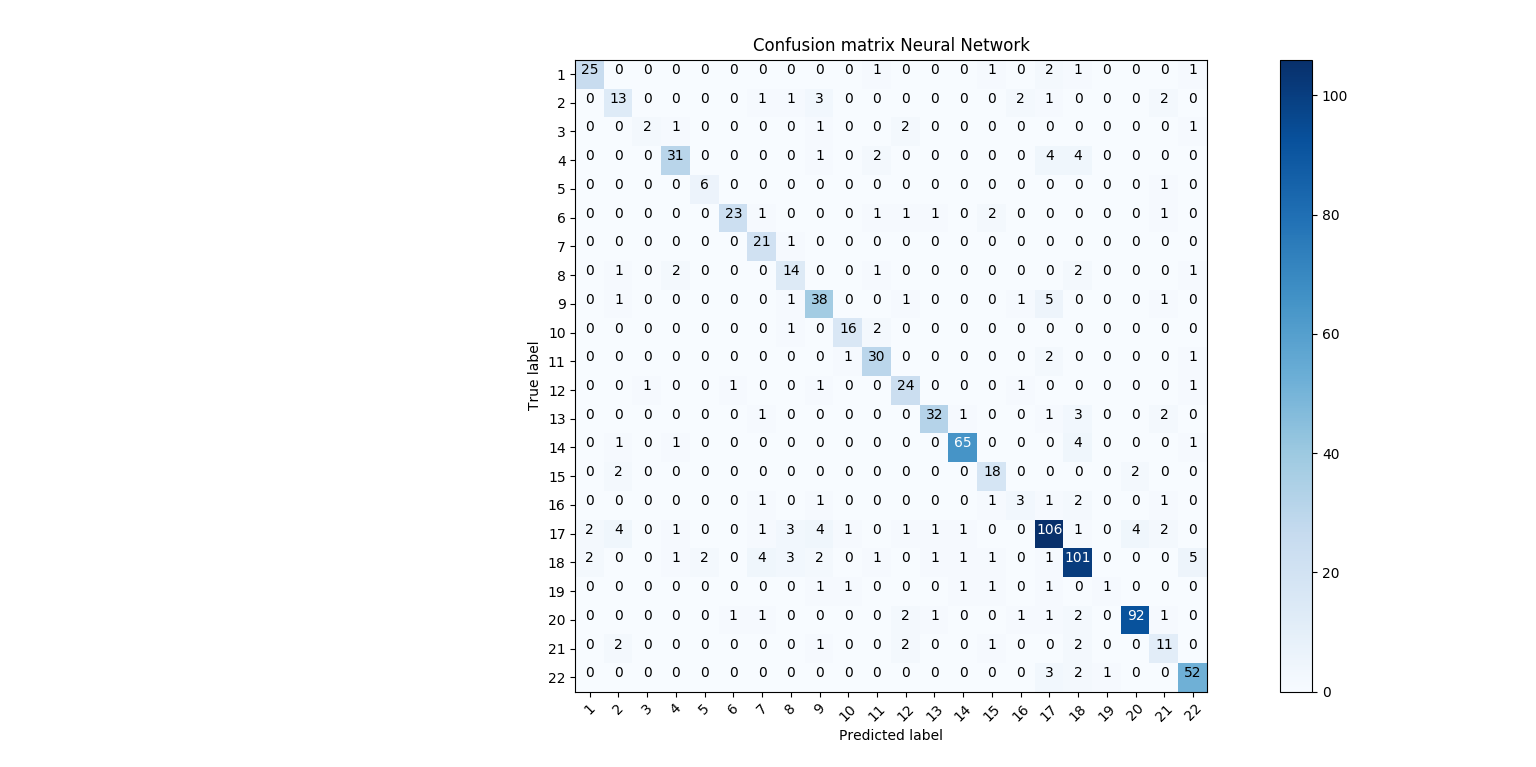 Confusion matrix Neural Network
1 25 0 0 0 0 0 0 0 0 0 1 0 0 0 1 0 2 1 0 0 0 1
2 0 13 0 0 0 0 1 1 3 0 0 0 0 0 0 2 1 0 0 0 2 0
3 0 0 2 1 0 0 0 0 1 0 0 2 0 0 0 0 0 0 0 0 0 1
4 0 0 0 31 0 0 0 0 1 0 2 0 0 0 0 0 4 4 0 0 0 0
5 0 0 0 0 6 0 0 0 0 0 0 0 0 0 0 0 0 0 0 0 1 0
6 0 0 0 0 0 23 1 0 0 0 1 1 1 0 2 0 0 0 0 0 1 0
7 0 0 0 0 0 0 21 1 0 0 0 0 0 0 0 0 0 0 0 0 0 0
8 0 1 0 2 0 0 0 14 0 0 1 0 0 0 0 0 0 2 0 0 0 1
9 0 1 0 0 0 0 0 1 38 0 0 1 0 0 0 1 5 0 0 0 1 0
10 0 0 0 0 0 0 0 1 0 16 2 0 0 0 0 0 0 0 0 0 0 0
11 0 0 0 0 0 0 0 0 0 1 30 0 0 0 0 0 2 0 0 0 0 1
12 0 0 1 0 0 1 0 0 1 0 0 24 0 0 0 1 0 0 0 0 0 1
13 0 0 0 0 0 0 1 0 0 0 0 0 32 1 0 0 1 3 0 0 2 0
14 0 1 0 1 0 0 0 0 0 0 0 0 0 65 0 0 0 4 0 0 0 1
15 0 2 0 0 0 0 0 0 0 0 0 0 0 0 18 0 0 0 0 2 0 0
16 0 0 0 0 0 0 1 0 1 0 0 0 0 0 1 3 1 2 0 0 1 0
17 2 4 0 1 0 0 1 3 4 1 0 1 1 1 0 0 106 1 0 4 2 0
18 2 0 0 1 2 0 4 3 2 0 1 0 1 1 1 0 1 101 0 0 0 5
19 0 0 0 0 0 0 0 0 1 1 0 0 0 1 1 0 1 0 1 0 0 0
20 0 0 0 0 0 1 1 0 0 0 0 2 1 0 0 1 1 2 0 92 1 0
21 0 2 0 0 0 0 0 0 1 0 0 2 0 0 1 0 0 2 0 0 11 0
22 0 0 0 0 0 0 0 0 0 0 0 0 0 0 0 0 3 2 1 0 0 52
1 2 3 4 5 6 7 8 9 10 11 12 13 14 15 16 17 18 19 20 21 22
True label
Predicted label
100
80
60
40
20
0